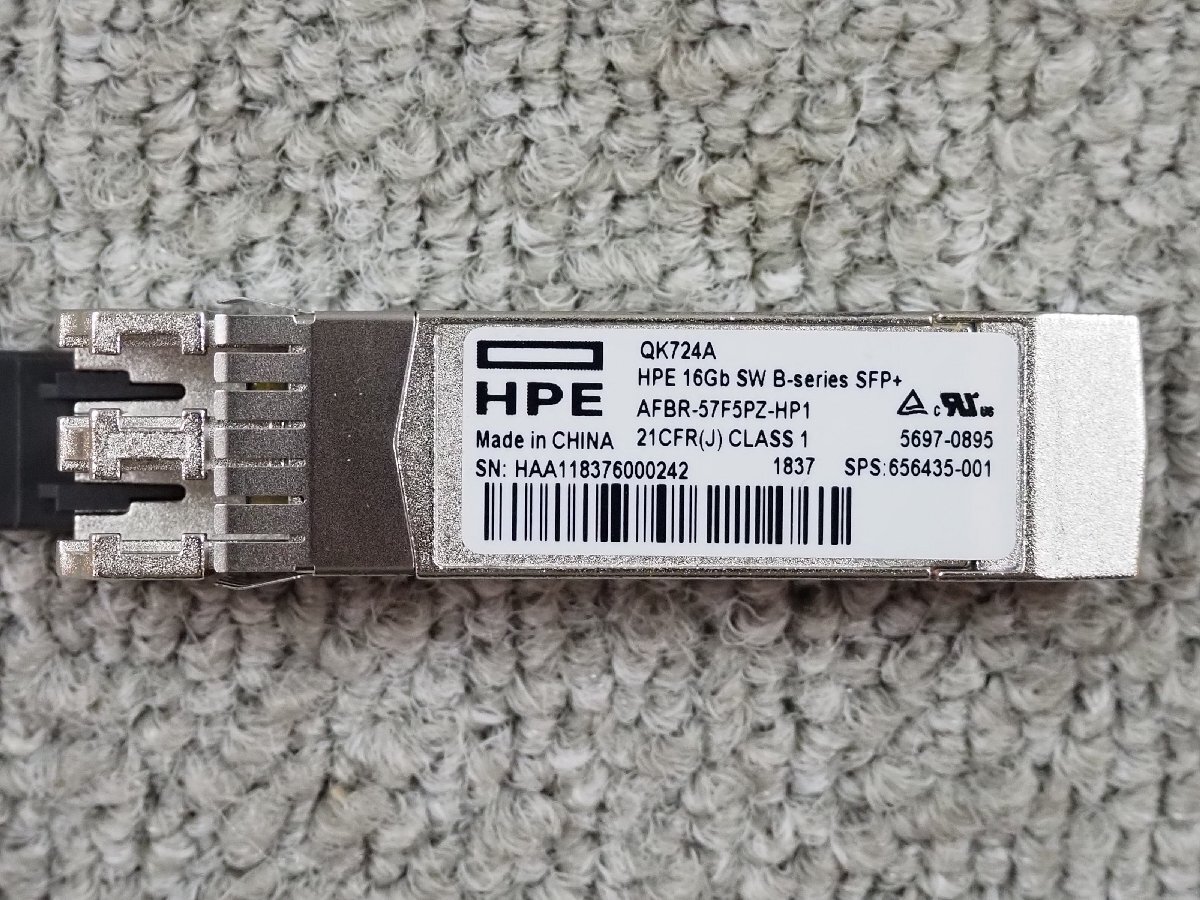 HPE
QK724A
HPE 16Gb SW B-series SFP+
AFBR-57F5PZ-HP1
Made in CHINA 21CFR(J) CLASS 1 5697-0895
SN: HAA118376000242 1837 SPS:656435-001